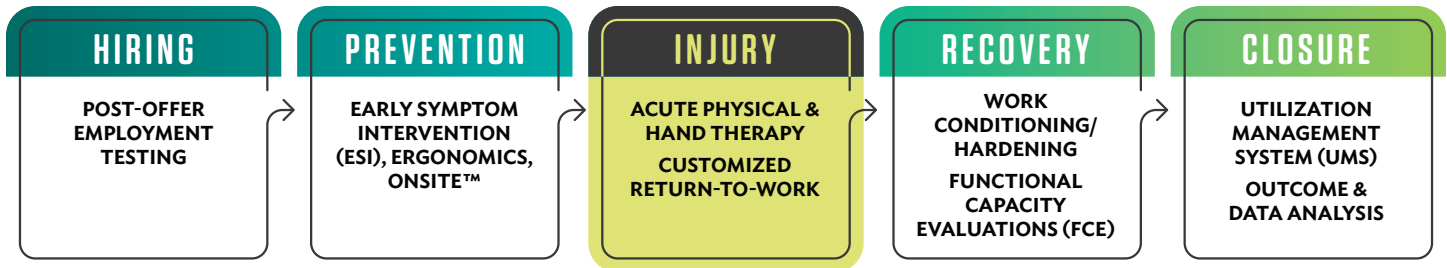 HIRING
POST-OFFER
EMPLOYMENT
TESTING
PREVENTION
EARLY SYMPTOM
INTERVENTION
(ESI), ERGONOMICS,
ONSITE™
INJURY
ACUTE PHYSICAL &
HAND THERAPY
CUSTOMIZED
RETURN-TO-WORK
RECOVERY
WORK
CONDITIONING/
HARDENING
FUNCTIONAL
CAPACITY
EVALUATIONS (FCE)
CLOSURE
UTILIZATION
MANAGEMENT
SYSTEM (UMS)
OUTCOME &
DATA ANALYSIS